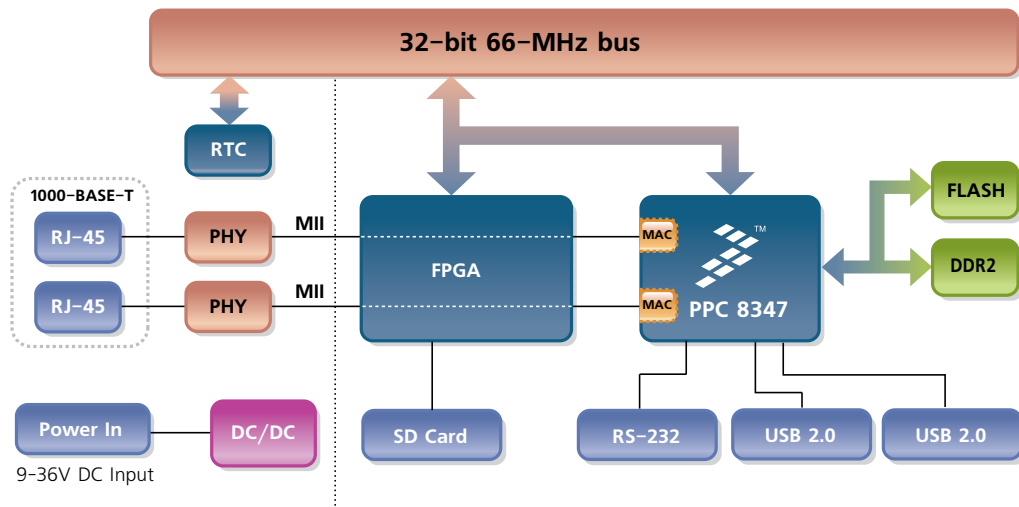 32-bit 66-MHz bus
RTC
1000-BASE-T
RJ-45
PHY
MII
RJ-45
PHY
MII
FPGA
MAC
MAC
TM
PPC 8347
FLASH
DDR2
Power In
DC/DC
9-36V DC Input
SD Card
RS-232
USB 2.0
USB 2.0